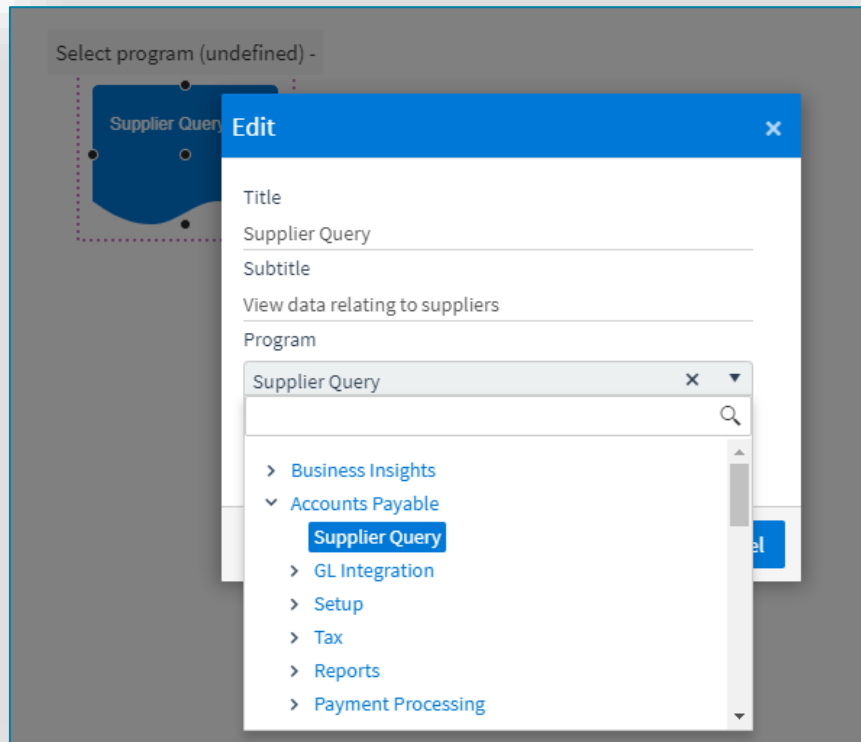 Select program (undefined) -
Supplier Query
Edit
Title
Supplier Query
Subtitle
View data relating to suppliers
Program
Supplier Query
Business Insights
Accounts Payable
Supplier Query
GL Integration
Setup
Tax
Reports
Payment Processing